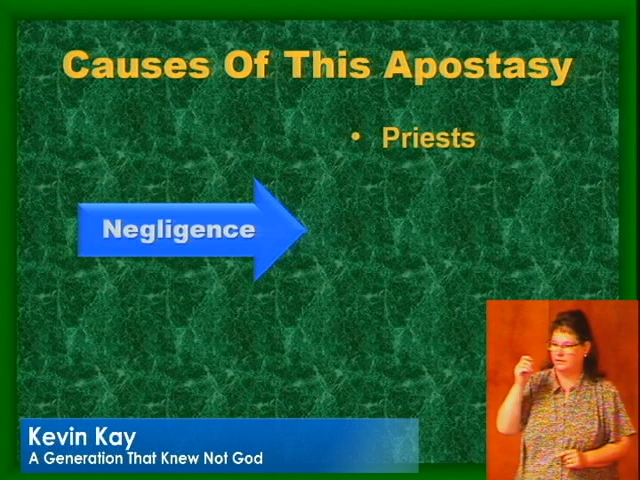 Causes Of This Apostasy
• Priests
Negligence
Kevin Kay
A Generation That Knew Not God